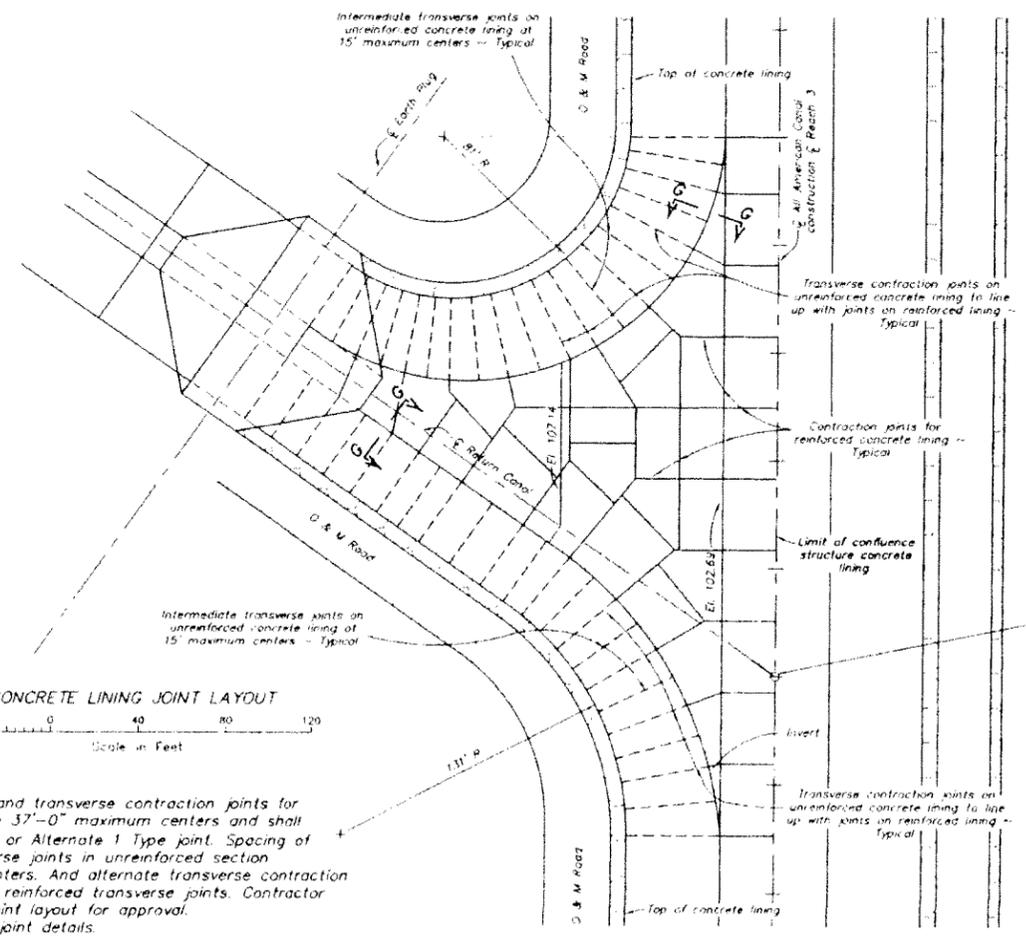 Intermediate transverse joints on
unreinforced concrete lining at
15' maximum centers ~ Typical
O & M Road
Top of concrete lining
℄ Earth Plug
81' R
℄ All American Canal
construction ℄ Reach 3
G
G
Transverse contraction joints on
unreinforced concrete lining to line
up with joints on reinforced lining ~
Typical
G
G
℄ Return Canal
El. 107.14
Contraction joints for
reinforced concrete lining ~
Typical
O & M Road
El. 102.69
Limit of confluence
structure concrete
lining
Intermediate transverse joints on
unreinforced concrete lining at
15' maximum centers ~ Typical
ONCRETE LINING JOINT LAYOUT
0 40 80 120
Scale in Feet
131' R
Invert
Transverse contraction joints on
unreinforced concrete lining to line
up with joints on reinforced lining ~
Typical
and transverse contraction joints for
37'-0" maximum centers and shall
or Alternate 1 Type joint. Spacing of
rse joints in unreinforced section
nters. And alternate transverse contraction
reinforced transverse joints. Contractor
int layout for approval.
joint details.
O & M Road
Top of concrete lining